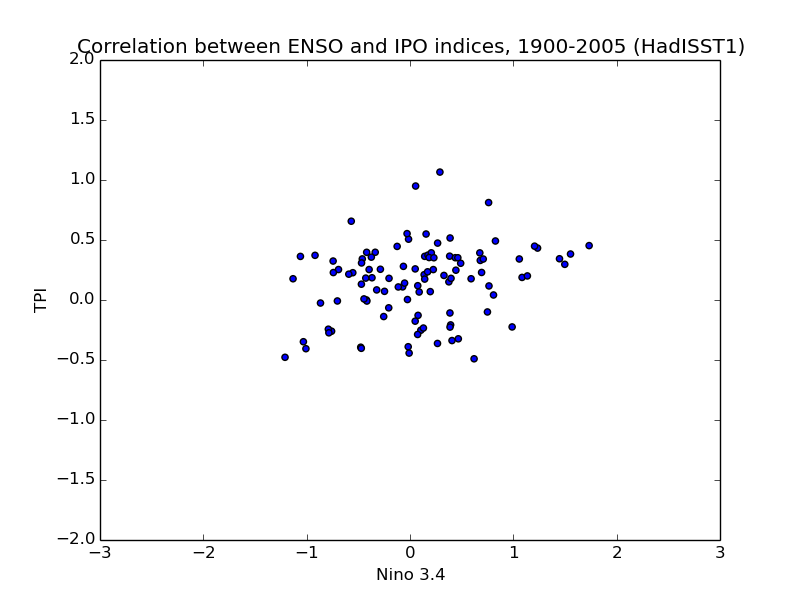 Correlation between ENSO and IPO indices, 1900-2005 (HadISST1)
2.0
1.5
1.0
0.5
TPI
0.0
−0.5
−1.0
−1.5
−2.0
−3 −2 −1 0 1 2 3
Nino 3.4